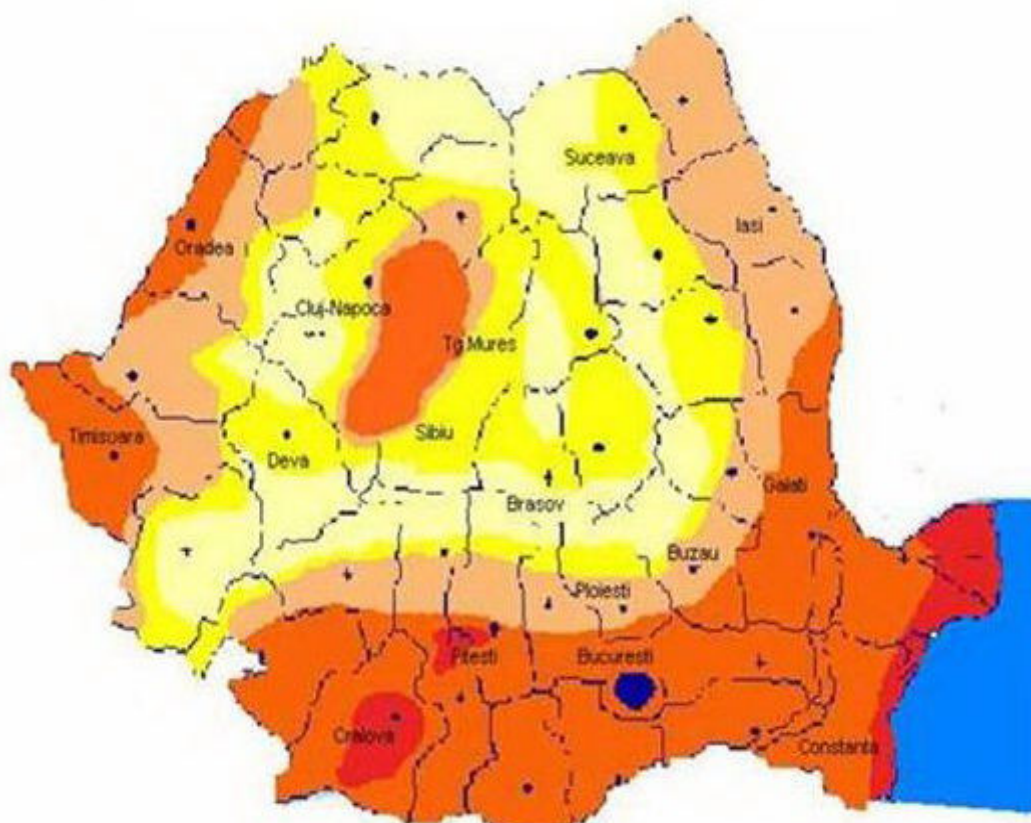 Suceava
Iasi
Oradea
Cluj-Napoca
Tg.Mures
Timisoara
Sibiu
Deva
Galati
Brasov
Buzau
Ploiesti
Pitesti
Bucuresti
Craiova
Constanta